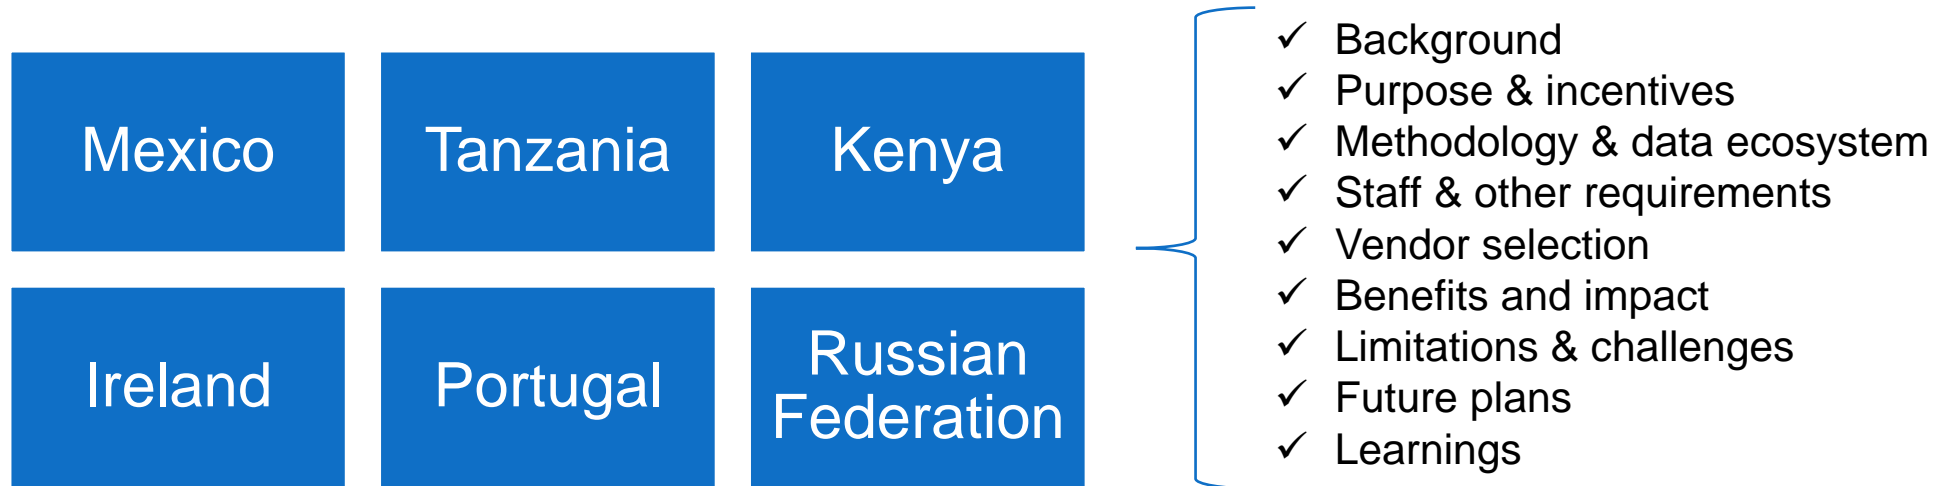 Mexico
Tanzania
Kenya
Ireland
Portugal
Russian
Federation
✓ Background
✓ Purpose & incentives
✓ Methodology & data ecosystem
✓ Staff & other requirements
✓ Vendor selection
✓ Benefits and impact
✓ Limitations & challenges
✓ Future plans
✓ Learnings